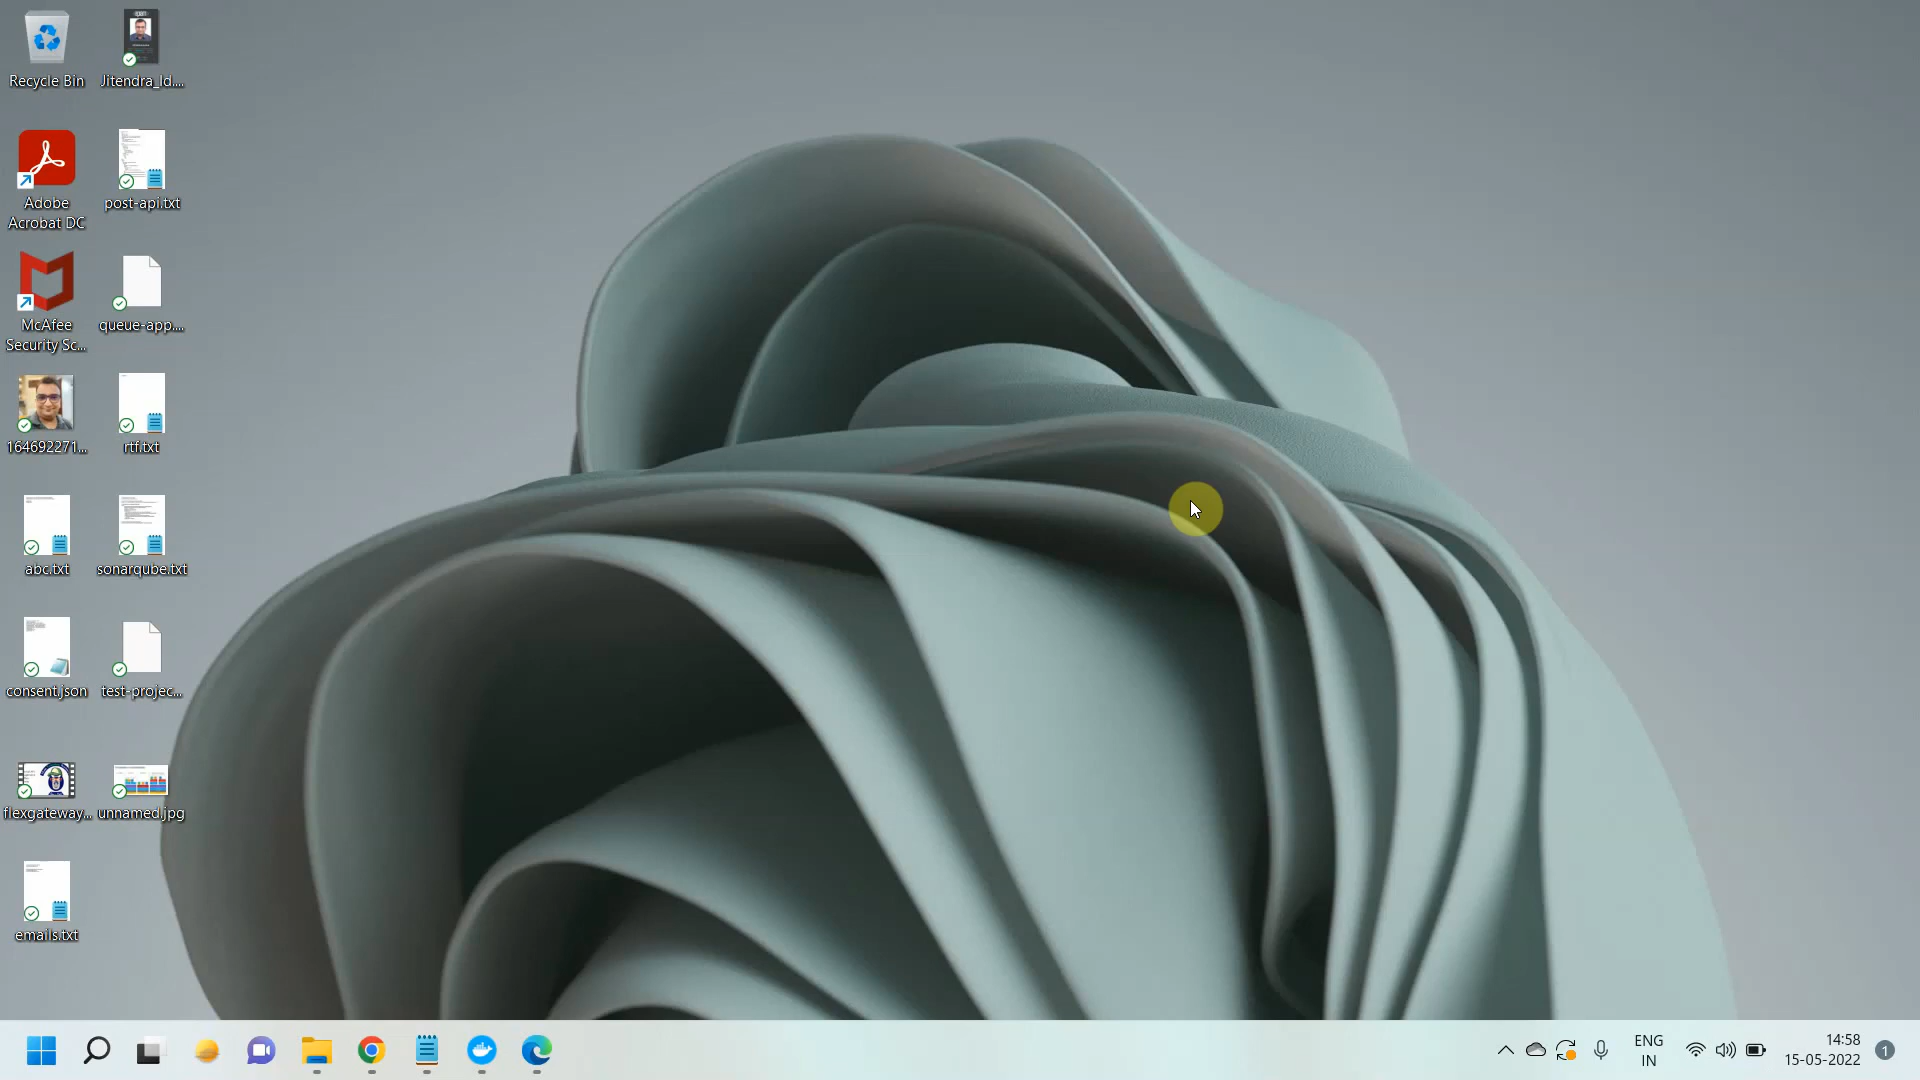 Recycle Bin
Jitendra_Id....
Adobe
Acrobat DC
post-api.txt
McAfee
Security Sc...
queue-app....
164692271...
rtf.txt
abc.txt
sonarqube.txt
consent.json
test-projec...
flexgateway...
unnamed.jpg
emails.txt
ENG
IN
14:58
15-05-2022
1